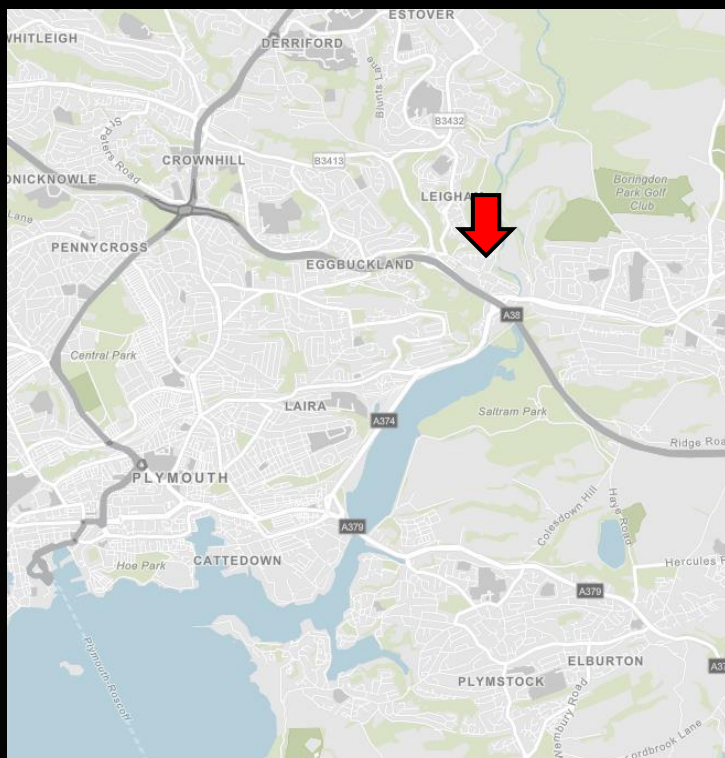 ESTOVER
WHITLEIGH
DERRIFORD
Blunts Lane
B3432
St Peters Road
CROWNHILL
B3413
HONICKNOWLE
Boringdon
Park Golf
Club
LEIGHAM
Lane
PENNYCROSS
EGGBUCKLAND
A38
Central Park
LAIRA
Saltram Park
A374
Ridge Road
PLYMOUTH
Colesdown Hill
Haye Road
A379
CATTEDOWN
Hoe Park
Hercules R
A379
Plymouth Roscoff
ELBURTON
A37
PLYMSTOCK
Wembury Road
ordbrook Lane